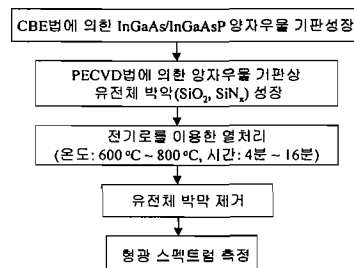 CBE법에 의한 InGaAs/InGaAsP 양자우물 기판성장
PECVD법에 의한 양자우물 기판상
유전체 박악(SiO₂, SiNₓ) 성장
전기로를 이용한 열처리
(온도: 600 ℃ ~ 800 ℃, 시간: 4분 ~ 16분)
유전체 박막 제거
형광 스펙트럼 측정